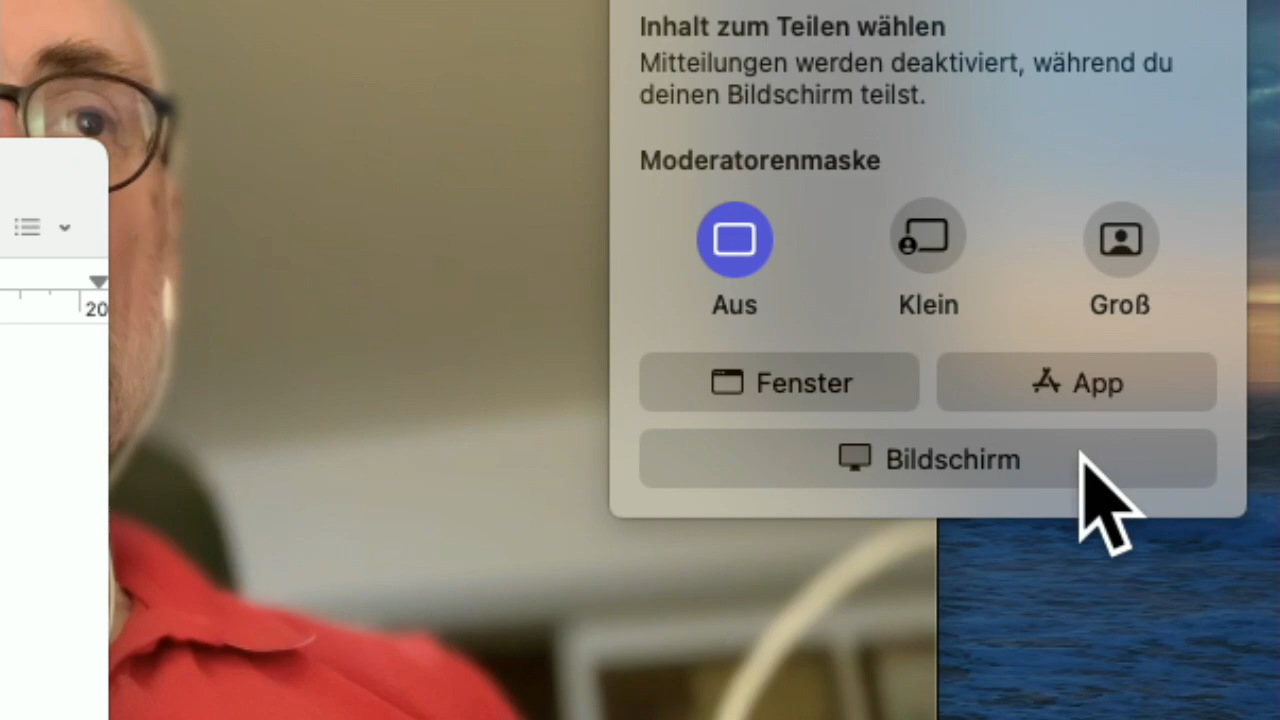 Inhalt zum Teilen wählen
Mitteilungen werden deaktiviert, während du
deinen Bildschirm teilst.
Moderatorenmaske
Aus
Klein
Groß
Fenster
App
Bildschirm
20